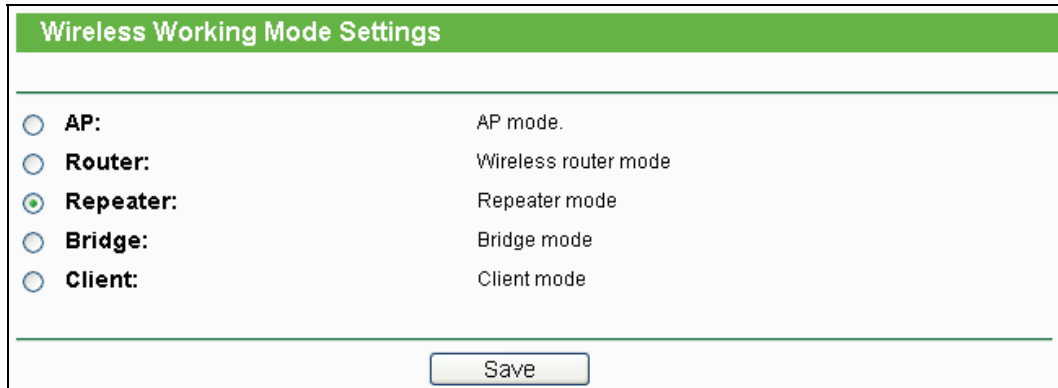 Wireless Working Mode Settings
AP: AP mode.
Router: Wireless router mode
Repeater: Repeater mode
Bridge: Bridge mode
Client: Client mode
Save